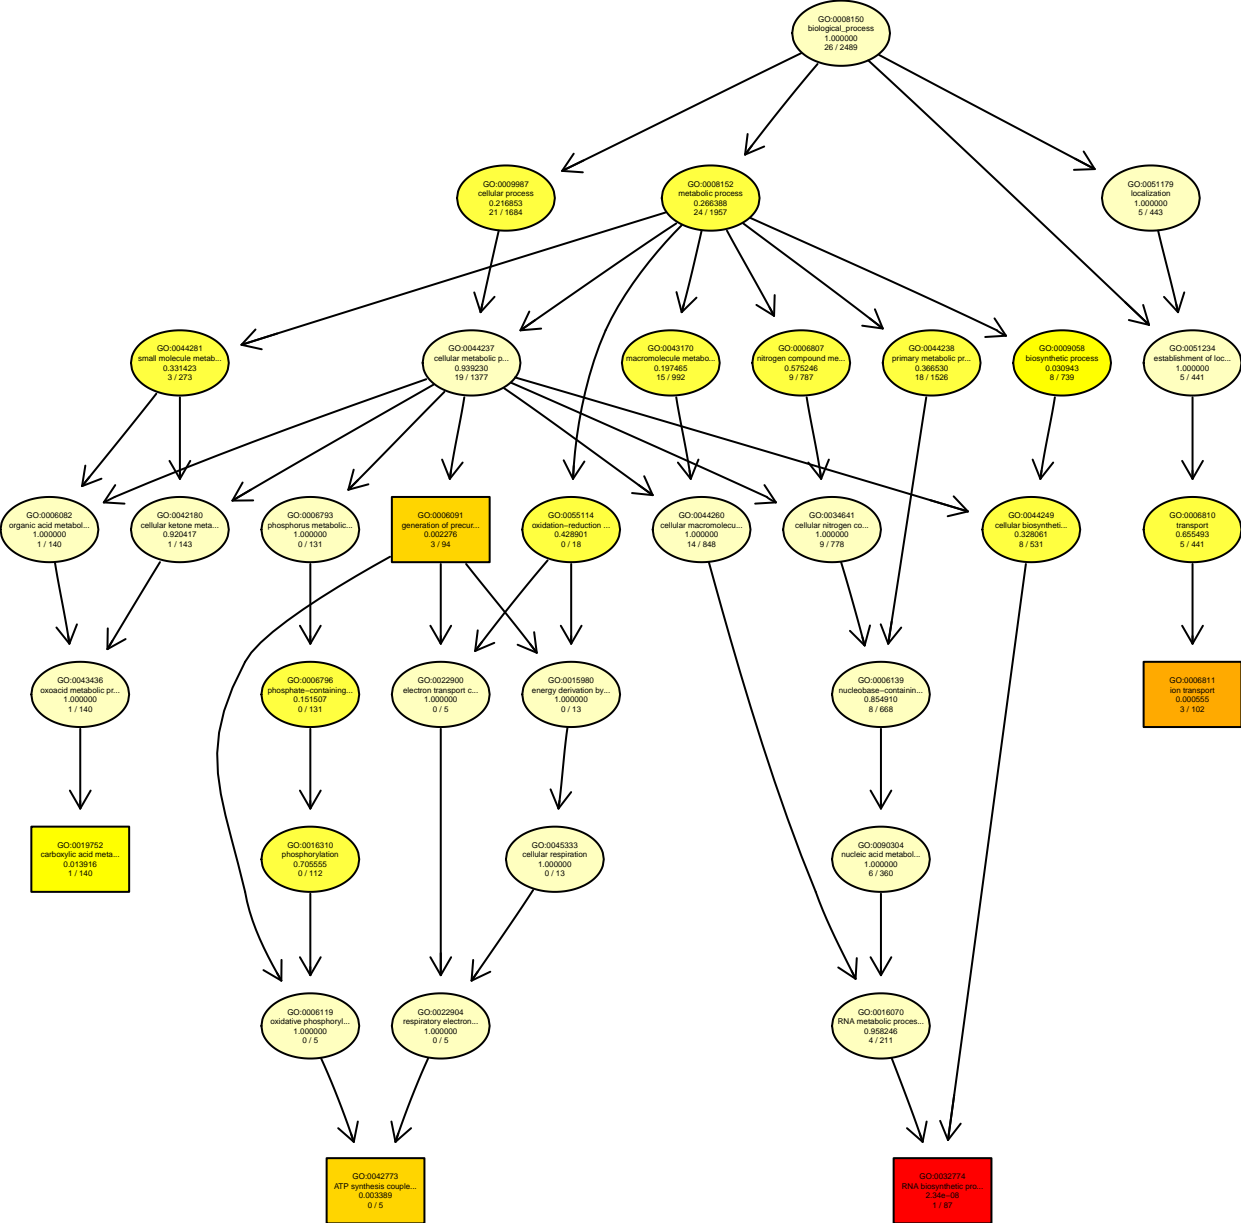 GO:0008150
biological_process
1.000000
26 / 2489
GO:0009987
cellular process
0.216853
21 / 1684
GO:0008152
metabolic process
0.266388
24 / 1957
GO:0051179
localization
1.000000
5 / 443
GO:0044281
small molecule metab...
0.331423
3 / 273
GO:0044237
cellular metabolic p...
0.939230
19 / 1377
GO:0043170
macromolecule metabo...
0.197465
15 / 992
GO:0006807
nitrogen compound me...
0.575246
9 / 787
GO:0044238
primary metabolic pr...
0.366530
18 / 1526
GO:0009058
biosynthetic process
0.030943
8 / 739
GO:0051234
establishment of loc...
1.000000
5 / 441
GO:0006082
organic acid metabol...
1.000000
1 / 140
GO:0042180
cellular ketone meta...
0.920417
1 / 143
GO:0006793
phosphorus metabolic...
1.000000
0 / 131
GO:0006091
generation of precur...
0.002276
3 / 94
GO:0055114
oxidation−reduction ...
0.428901
0 / 18
GO:0044260
cellular macromolecu...
1.000000
14 / 848
GO:0034641
cellular nitrogen co...
1.000000
9 / 778
GO:0044249
cellular biosyntheti...
0.328061
8 / 531
GO:0006810
transport
0.655493
5 / 441
GO:0043436
oxoacid metabolic pr...
1.000000
1 / 140
GO:0006796
phosphate−containing...
0.151507
0 / 131
GO:0022900
electron transport c...
1.000000
0 / 5
GO:0015980
energy derivation by...
1.000000
0 / 13
GO:0006139
nucleobase−containin...
0.854910
8 / 668
GO:0006811
ion transport
0.000555
3 / 102
GO:0019752
carboxylic acid meta...
0.013916
1 / 140
GO:0016310
phosphorylation
0.705555
0 / 112
GO:0045333
cellular respiration
1.000000
0 / 13
GO:0090304
nucleic acid metabol...
1.000000
6 / 360
GO:0006119
oxidative phosphoryl...
1.000000
0 / 5
GO:0022904
respiratory electron...
1.000000
0 / 5
GO:0016070
RNA metabolic proces...
0.958246
4 / 211
GO:0042773
ATP synthesis couple...
0.003389
0 / 5
GO:0032774
RNA biosynthetic pro...
2.34e−08
1 / 87